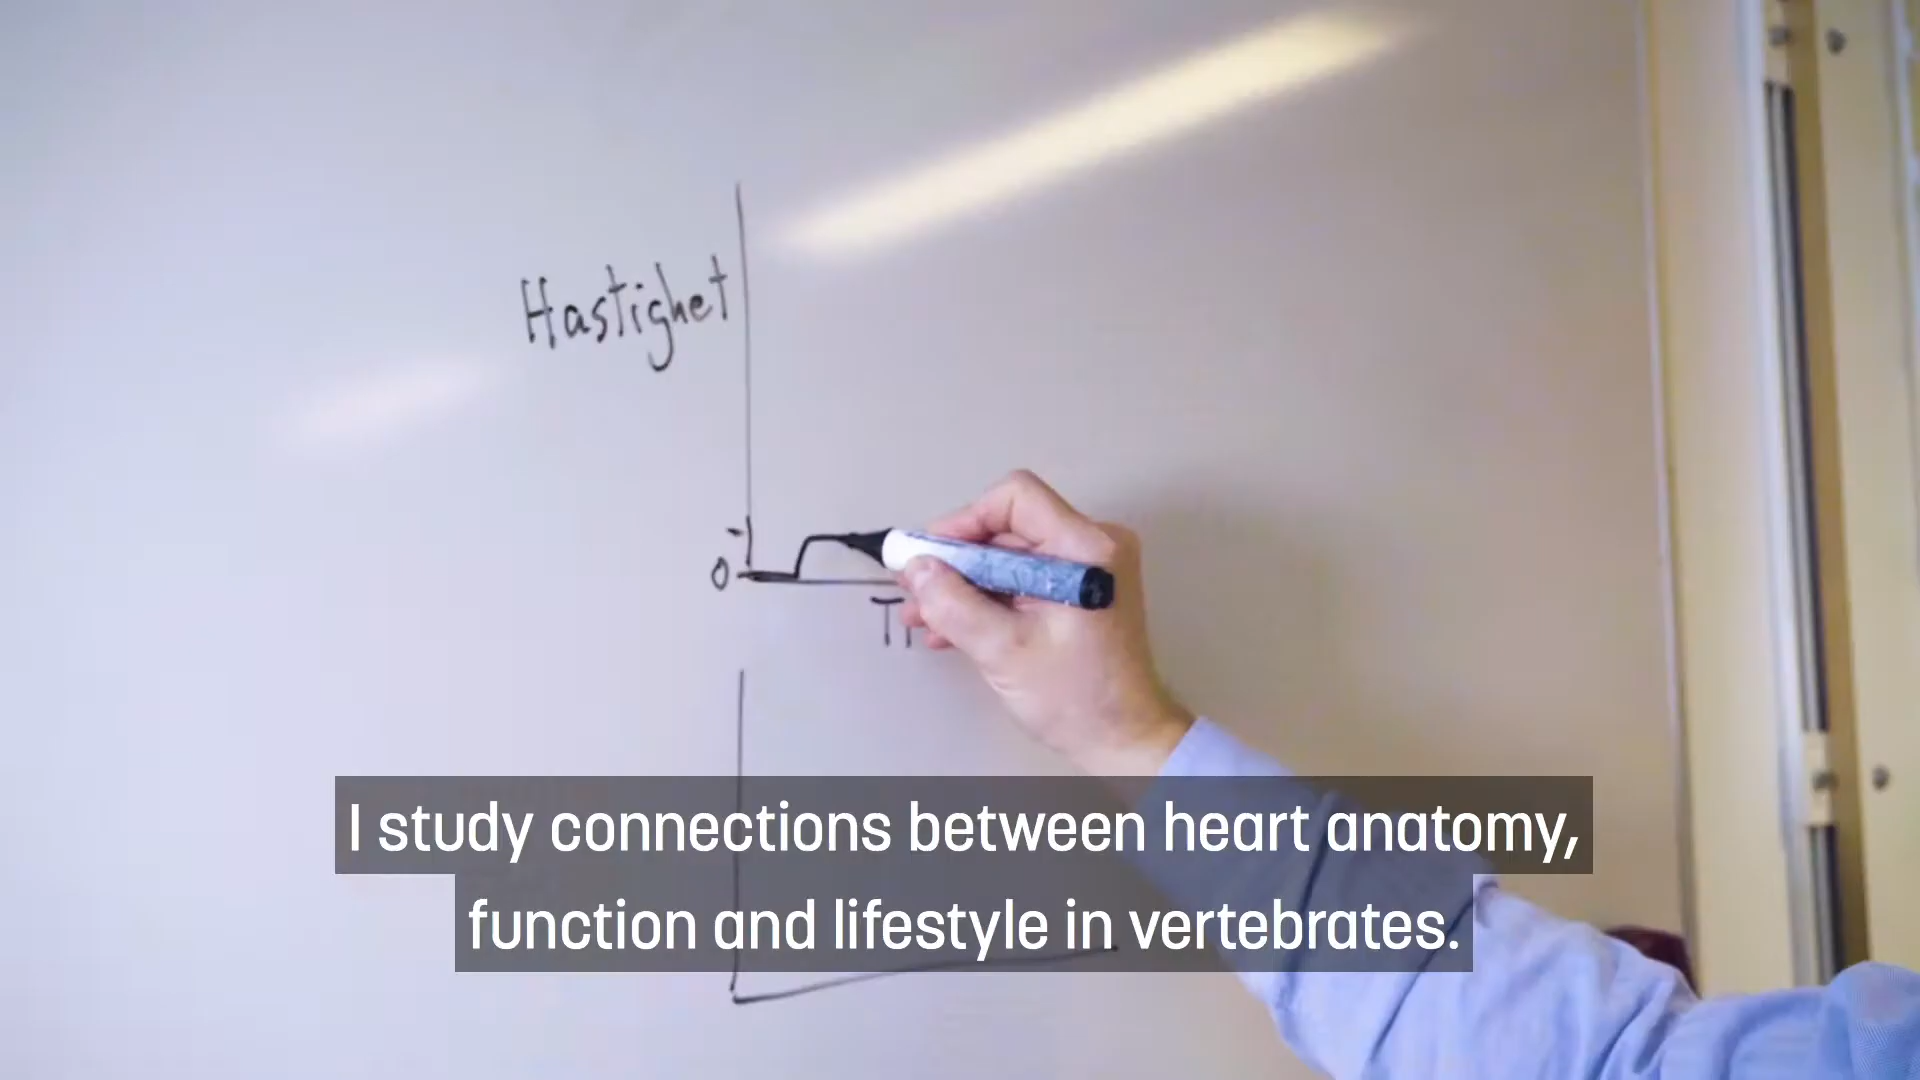 Hastighet
0
I study connections between heart anatomy,
function and lifestyle in vertebrates.